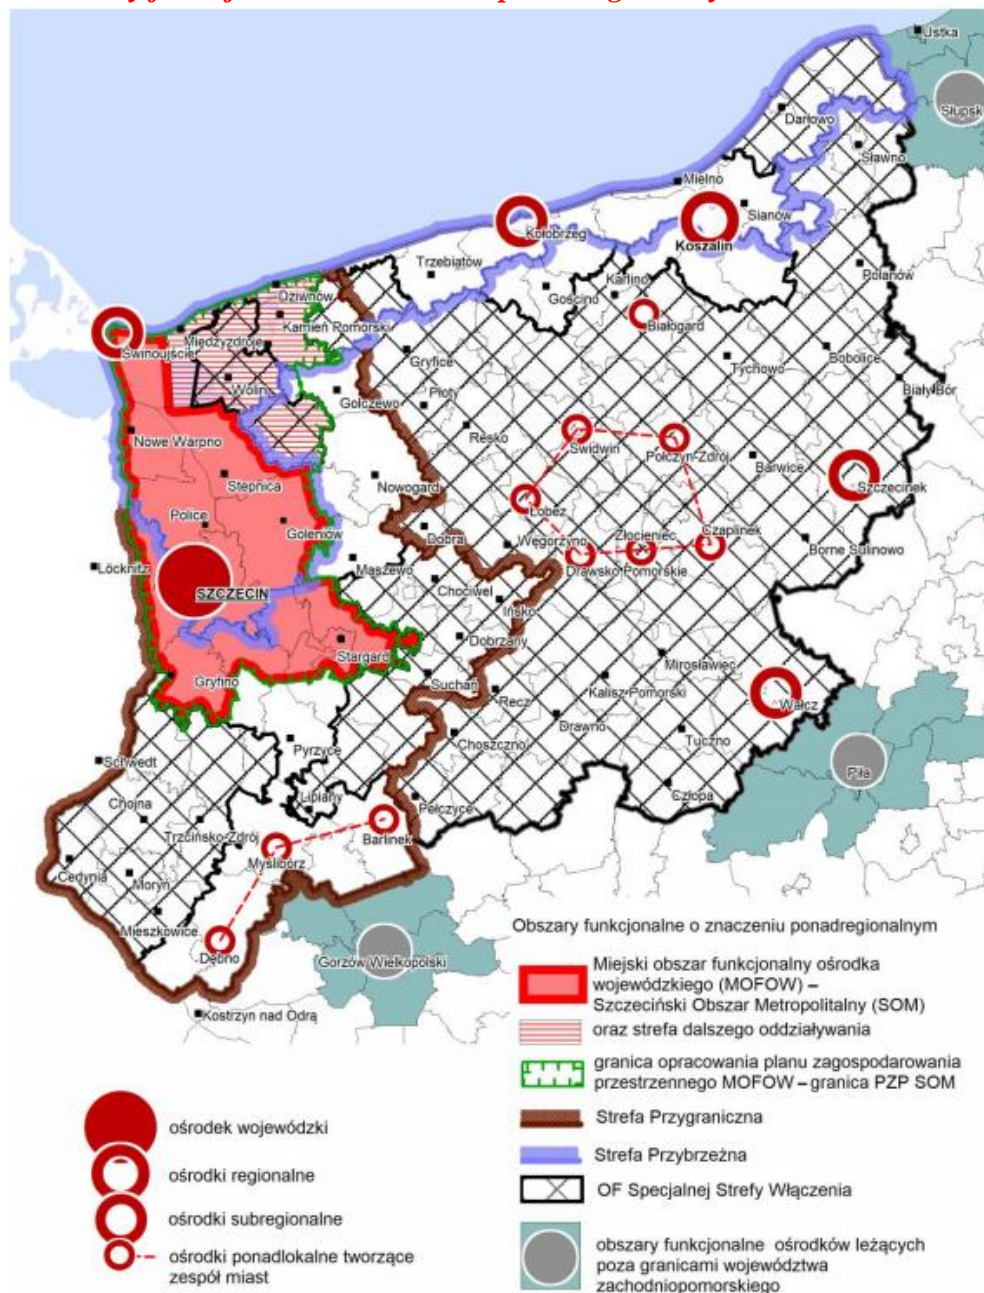 Ustka
Słupsk
Darłowo
Sławno
Mielno
Sianów
Kołobrzeg
Koszalin
Trzebiatów
Polanów
Karlino
Gościno
Dziwnów
Kamień Pomorski
Białogard
Międzyzdroje
Świnoujście
Gryfice
Tychowo
Bobolice
Wolin
Biały Bór
Golczewo
Płoty
Resko
Świdwin
Połczyn-Zdrój
Barwice
Nowe Warpno
Szczecinek
Stepnica
Nowogard
Łobez
Police
Goleniów
Dobra
Węgorzyno
Złocieniec
Czaplinek
Borne Sulinowo
Löcknitz
Maszewo
Drawsko Pomorskie
SZCZECIN
Chociwel
Ińsko
Dobrzany
Stargard
Mirosławiec
Gryfino
Suchań
Recz
Kalisz Pomorski
Wałcz
Drawno
Pyrzyce
Choszczno
Tuczno
Schwedt
Piła
Chojna
Lipiany
Pełczyce
Człopa
Trzcińsko-Zdrój
Barlinek
Myślibórz
Cedynia
Moryń
Mieszkowice
Dębno
Gorzów Wielkopolski
Kostrzyn nad Odrą
Obszary funkcjonalne o znaczeniu ponadregionalnym
Miejski obszar funkcjonalny ośrodka
wojewódzkiego (MOFOW) –
Szczeciński Obszar Metropolitalny (SOM)
oraz strefa dalszego oddziaływania
granica opracowania planu zagospodarowania
przestrzennego MOFOW – granica PZP SOM
Strefa Przygraniczna
Strefa Przybrzeżna
OF Specjalnej Strefy Włączenia
obszary funkcjonalne ośrodków leżących
poza granicami województwa
zachodniopomorskiego
ośrodek wojewódzki
ośrodki regionalne
ośrodki subregionalne
ośrodki ponadlokalne tworzące
zespół miast